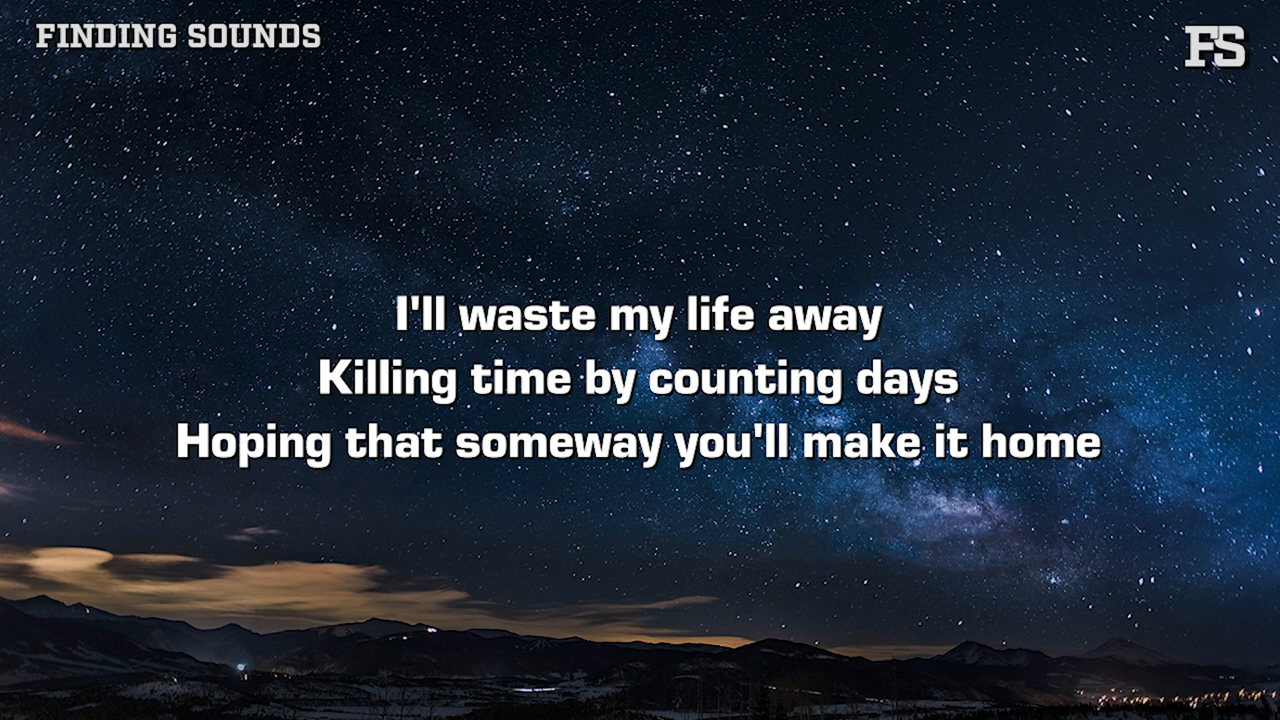 FINDING SOUNDS
FS
I'll waste my life away
Killing time by counting days
Hoping that someway you'll make it home